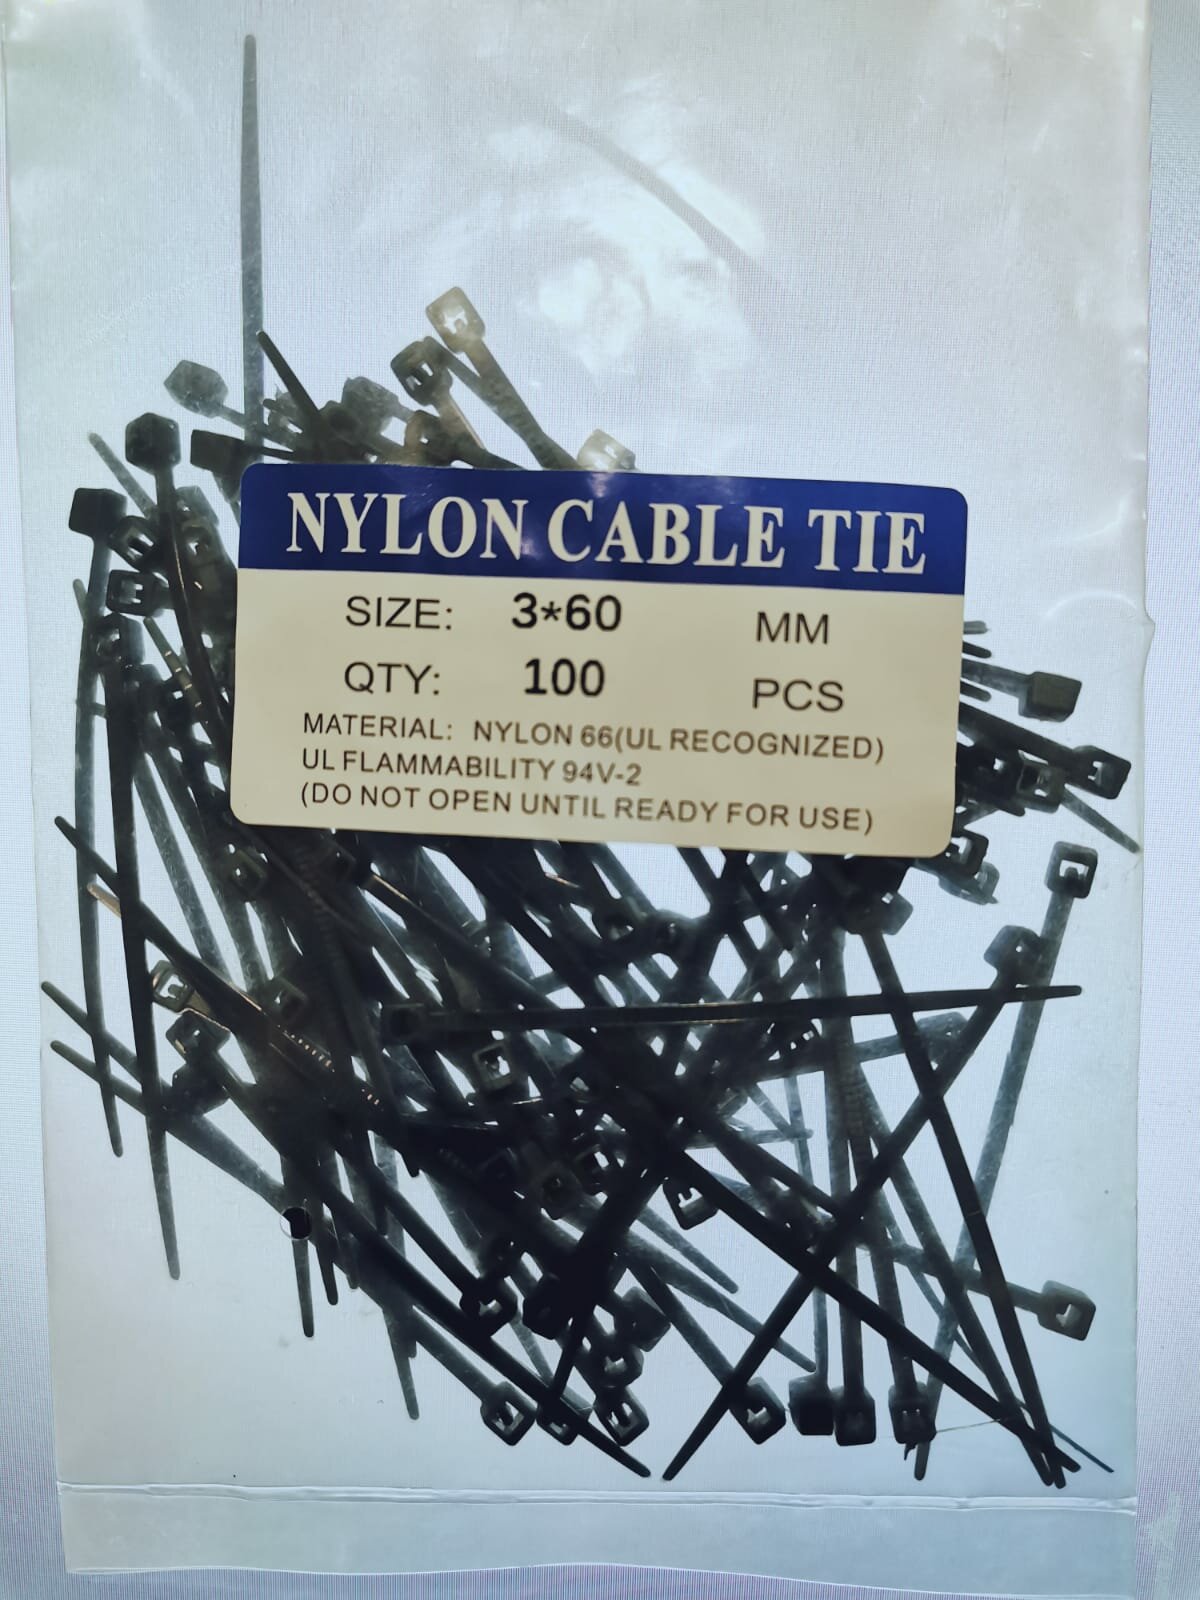 NYLON CABLE TIE
SIZE: 3*60 MM
QTY: 100 PCS
MATERIAL: NYLON 66(UL RECOGNIZED)
UL FLAMMABILITY 94V-2
(DO NOT OPEN UNTIL READY FOR USE)